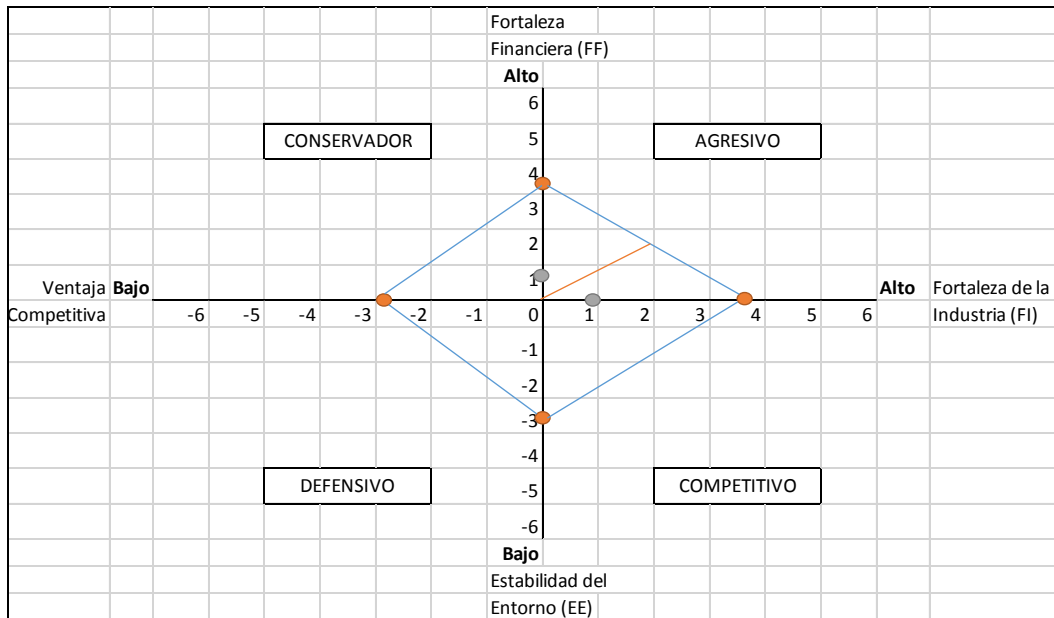 Fortaleza
Financiera (FF)
Alto
6
5
CONSERVADOR
AGRESIVO
4
3
2
1
Ventaja Bajo
Alto Fortaleza de la
Competitiva
-6 -5 -4 -3 -2 -1 0 1 2 3 4 5 6
Industria (FI)
-1
-2
-3
-4
DEFENSIVO
COMPETITIVO
-5
-6
Bajo
Estabilidad del
Entorno (EE)